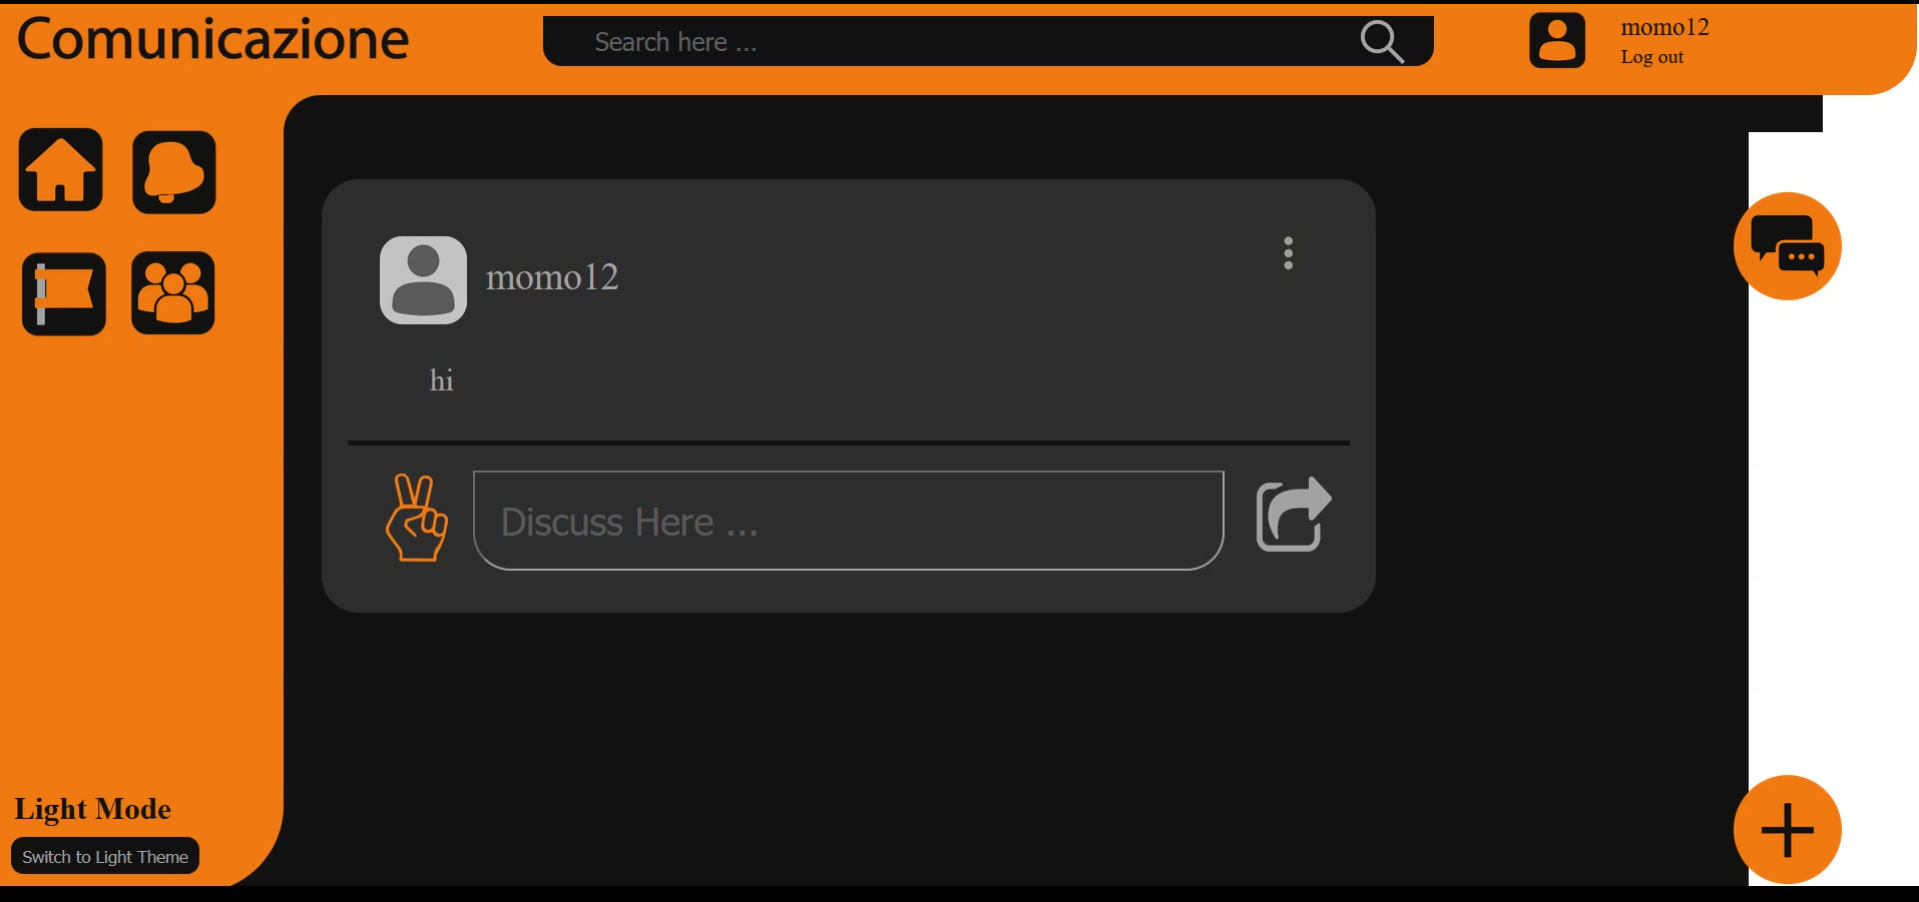 Comunicazione
Search here ...
momo12
Log out
momo12
hi
Discuss Here ...
Light Mode
Switch to Light Theme